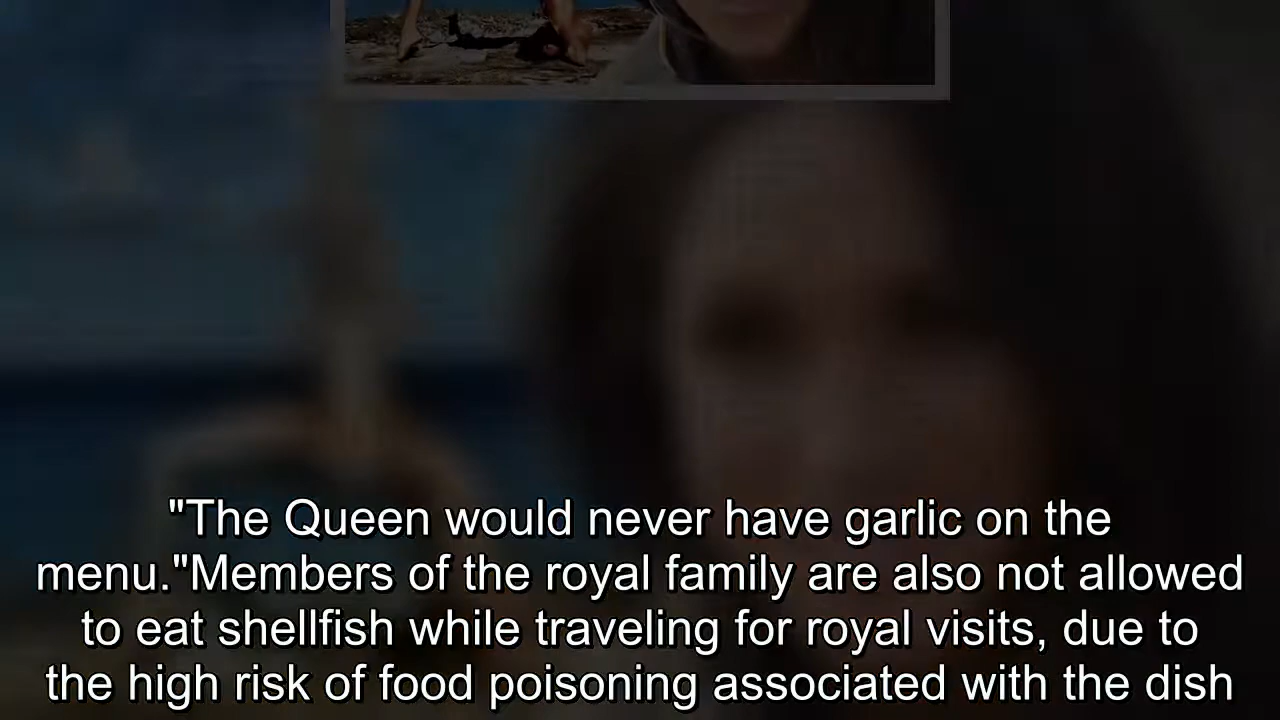 "The Queen would never have garlic on the
menu."Members of the royal family are also not allowed
to eat shellfish while traveling for royal visits, due to
the high risk of food poisoning associated with the dish